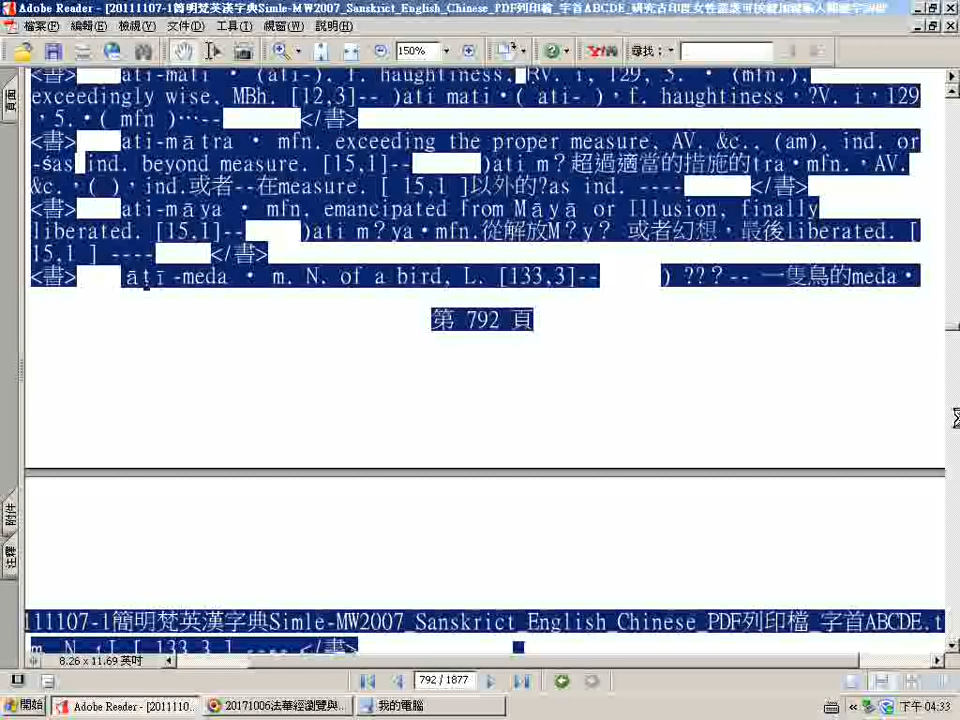 Adobe Reader - [20111107-1簡明梵英漢字典Simle-MW2007_Sanskrict_English_Chinese_PDF列印檔_字首ABCDE_研究古印度女性
檔案(F) 編輯(E) 檢視(V) 文件(D) 工具(T) 視窗(W) 說明(H)
150% 尋找:
頁面
<書> ati-mati · (ati-), f. haughtiness, RV. i, 129, 5. · (mfn.),
exceedingly wise, MBh. [12,3]-- )ati mati·( ati- ),f. haughtiness,?V. i,129
,5.·( mfn )…-- </書>
<書> ati-mātra · mfn. exceeding the proper measure, AV. &c., (am), ind. or
-śas ind. beyond measure. [15,1]-- )ati m？超過適當的措施的tra·mfn.,AV.
&c.,( ),ind.或者--在measure. [ 15,1 ]以外的?as ind. ---- </書>
<書> ati-māya · mfn. emancipated from Māyā or Illusion, finally
liberated. [15,1]-- )ati m？ya·mfn.從解放M？y？ 或者幻想，最後liberated. [
15,1 ] ---- </書>
<書> āṭī-meda · m. N. of a bird, L. [133,3]-- ) ??？-- 一隻鳥的meda·
第 792 頁
附件
注釋
111107-1簡明梵英漢字典Simle-MW2007_Sanskrict_English_Chinese_PDF列印檔_字首ABCDE.t
m. N.,L.[ 133,3 ] ---- </書>
8.26 x 11.69 英吋
792 / 1877
開始 Adobe Reader - [2011110... 20171006法華經瀏覽與... 我的電腦 下午 04:33